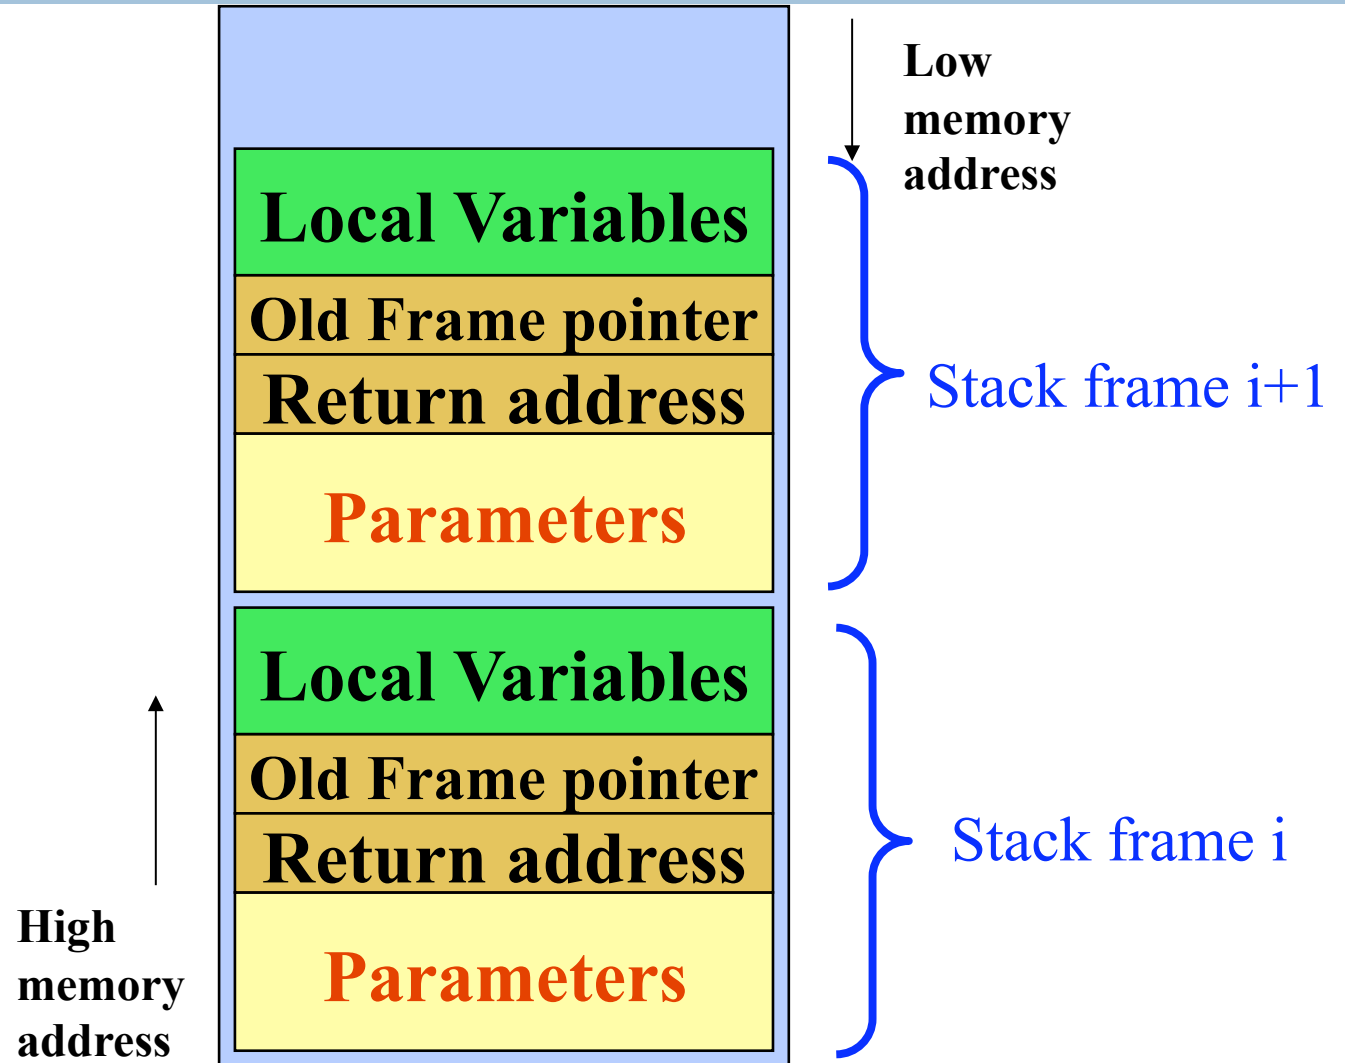 Low
memory
address
Local Variables
Old Frame pointer
Return address
Stack frame i+1
Parameters
Local Variables
Old Frame pointer
Return address
Stack frame i
High
memory
address
Parameters